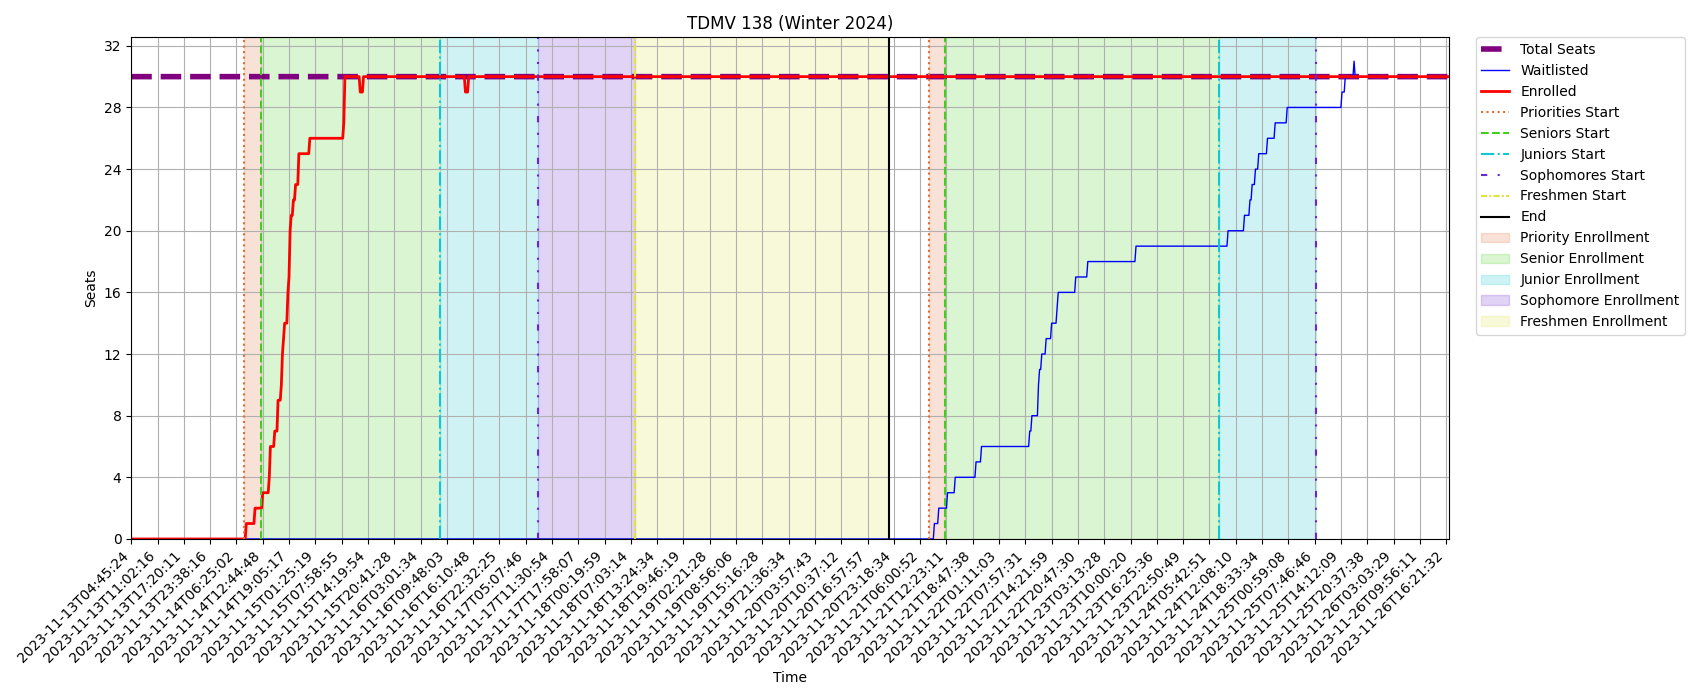 TDMV 138 (Winter 2024)
Seats
32
28
24
20
16
12
8
4
0
2023-11-13T04:45:24
2023-11-13T11:02:16
2023-11-13T17:20:11
2023-11-13T23:38:16
2023-11-14T06:25:02
2023-11-14T12:44:48
2023-11-14T19:05:17
2023-11-15T01:25:19
2023-11-15T07:58:55
2023-11-15T14:19:54
2023-11-15T20:41:28
2023-11-16T03:01:34
2023-11-16T09:48:03
2023-11-16T16:10:48
2023-11-16T22:32:25
2023-11-17T05:07:46
2023-11-17T11:30:54
2023-11-17T17:58:07
2023-11-18T00:19:59
2023-11-18T07:03:14
2023-11-18T13:24:34
2023-11-18T19:46:19
2023-11-19T02:21:28
2023-11-19T08:56:06
2023-11-19T15:16:28
2023-11-19T21:36:34
2023-11-20T03:57:43
2023-11-20T10:37:12
2023-11-20T16:57:57
2023-11-20T23:18:34
2023-11-21T06:00:52
2023-11-21T12:23:11
2023-11-21T18:47:38
2023-11-22T01:11:03
2023-11-22T07:57:31
2023-11-22T14:21:59
2023-11-22T20:47:30
2023-11-23T03:13:28
2023-11-23T10:00:20
2023-11-23T16:25:36
2023-11-23T22:50:49
2023-11-24T05:42:51
2023-11-24T12:08:10
2023-11-24T18:33:34
2023-11-25T00:59:08
2023-11-25T07:46:46
2023-11-25T14:12:09
2023-11-25T20:37:38
2023-11-26T03:03:29
2023-11-26T09:56:11
2023-11-26T16:21:32
Time
Total Seats
Waitlisted
Enrolled
Priorities Start
Seniors Start
Juniors Start
Sophomores Start
Freshmen Start
End
Priority Enrollment
Senior Enrollment
Junior Enrollment
Sophomore Enrollment
Freshmen Enrollment